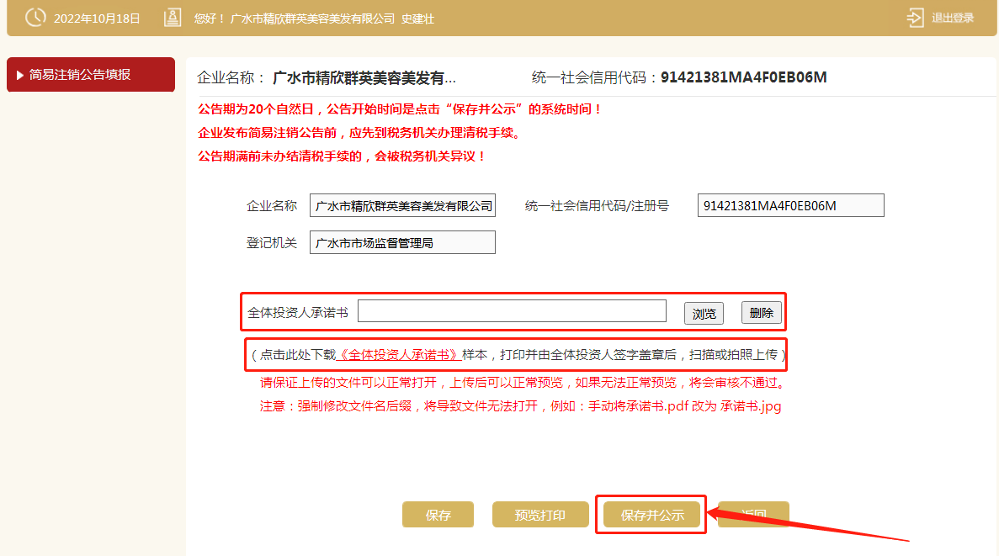 2022年10月18日 您好！ 广水市精欣群英美容美发有限公司 史建壮 退出登录
简易注销公告填报
企业名称： 广水市精欣群英美容美发有... 统一社会信用代码：91421381MA4F0EB06M
公告期为20个自然日，公告开始时间是点击“保存并公示”的系统时间！
企业发布简易注销公告前，应先到税务机关办理清税手续。
公告期满前未办结清税手续的，会被税务机关异议！
企业名称 广水市精欣群英美容美发有限公司 统一社会信用代码/注册号 91421381MA4F0EB06M
登记机关 广水市市场监督管理局
全体投资人承诺书 浏览 删除
（点击此处下载《全体投资人承诺书》样本，打印并由全体投资人签字盖章后，扫描或拍照上传）
请保证上传的文件可以正常打开，上传后可以正常预览，如果无法正常预览，将会审核不通过。
注意：强制修改文件名后缀，将导致文件无法打开，例如：手动将承诺书.pdf 改为 承诺书.jpg
保存 预览打印 保存并公示 返回